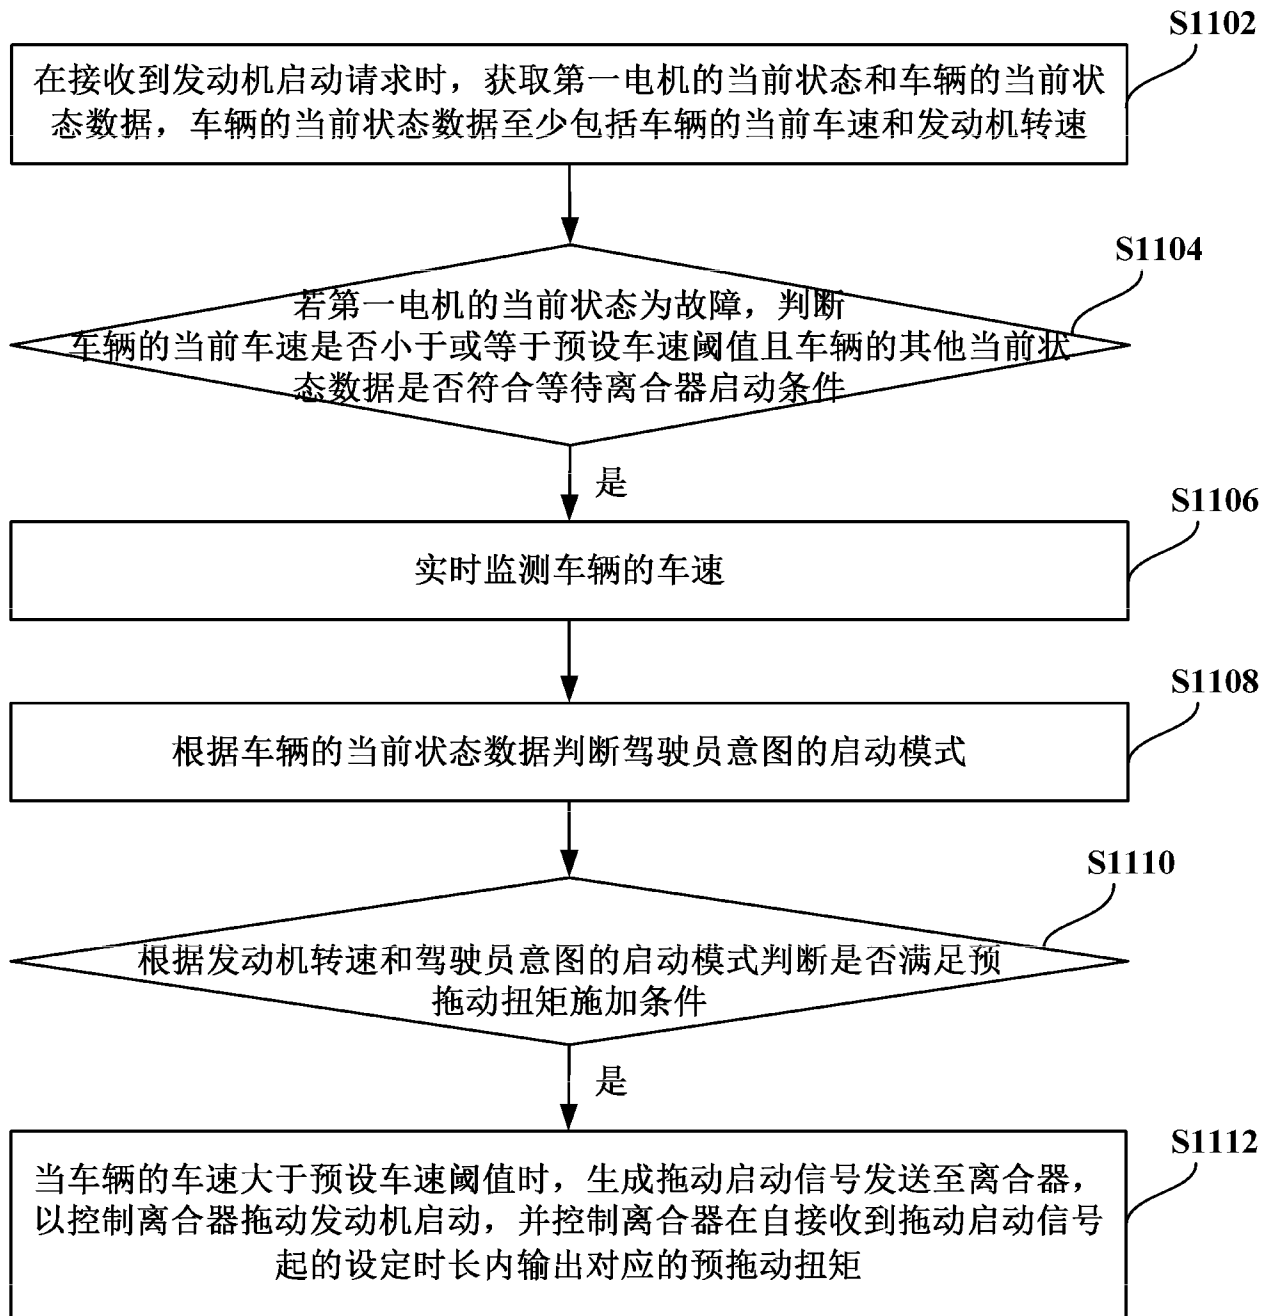 S1102
在接收到发动机启动请求时，获取第一电机的当前状态和车辆的当前状
态数据，车辆的当前状态数据至少包括车辆的当前车速和发动机转速
S1104
若第一电机的当前状态为故障，判断
车辆的当前车速是否小于或等于预设车速阈值且车辆的其他当前状
态数据是否符合等待离合器启动条件
是
S1106
实时监测车辆的车速
S1108
根据车辆的当前状态数据判断驾驶员意图的启动模式
S1110
根据发动机转速和驾驶员意图的启动模式判断是否满足预
拖动扭矩施加条件
是
S1112
当车辆的车速大于预设车速阈值时，生成拖动启动信号发送至离合器，
以控制离合器拖动发动机启动，并控制离合器在自接收到拖动启动信号
起的设定时长内输出对应的预拖动扭矩